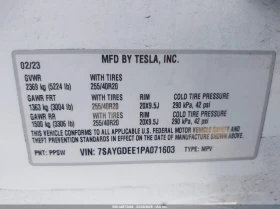 MFD BY TESLA, INC.
02/23
GVWR WITH TIRES RIM COLD TIRE PRESSURE
2369 kg (5224 lb) 255/40R20
GAWR FRT WITH TIRES RIM COLD TIRE PRESSURE
1363 kg (3004 lb) 255/40R20 20X9.5J 290 kPa, 42 psi
GAWR RR WITH TIRES RIM COLD TIRE PRESSURE
1500 kg (3306 lb) 255/40R20 20X9.5J 290 kPa, 42 psi
THIS VEHICLE CONFORMS TO ALL APPLICABLE U.S. FEDERAL MOTOR VEHICLE SAFETY AND
THEFT PREVENTION STANDARDS IN EFFECT ON THE DATE OF MANUFACTURE SHOWN ABOVE.
PNT: PPSW VIN: 7SAYGDEE1PA071603 TYPE: MPV